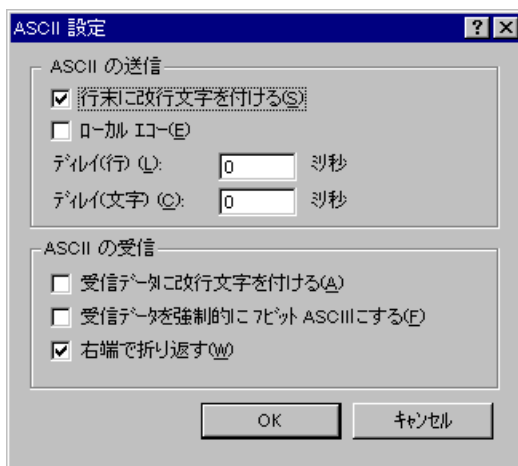 ASCII 設定
ASCII の送信
行末に改行文字を付ける(S)
ﾛｰｶﾙ ｴｺｰ(E)
ﾃﾞｨﾚｲ(行) (L): 0 ﾐﾘ秒
ﾃﾞｨﾚｲ(文字) (C): 0 ﾐﾘ秒
ASCII の受信
受信ﾃﾞｰﾀに改行文字を付ける(A)
受信ﾃﾞｰﾀを強制的に 7ﾋﾞｯﾄ ASCIIにする(F)
右端で折り返す(W)
OK ｷｬﾝｾﾙ